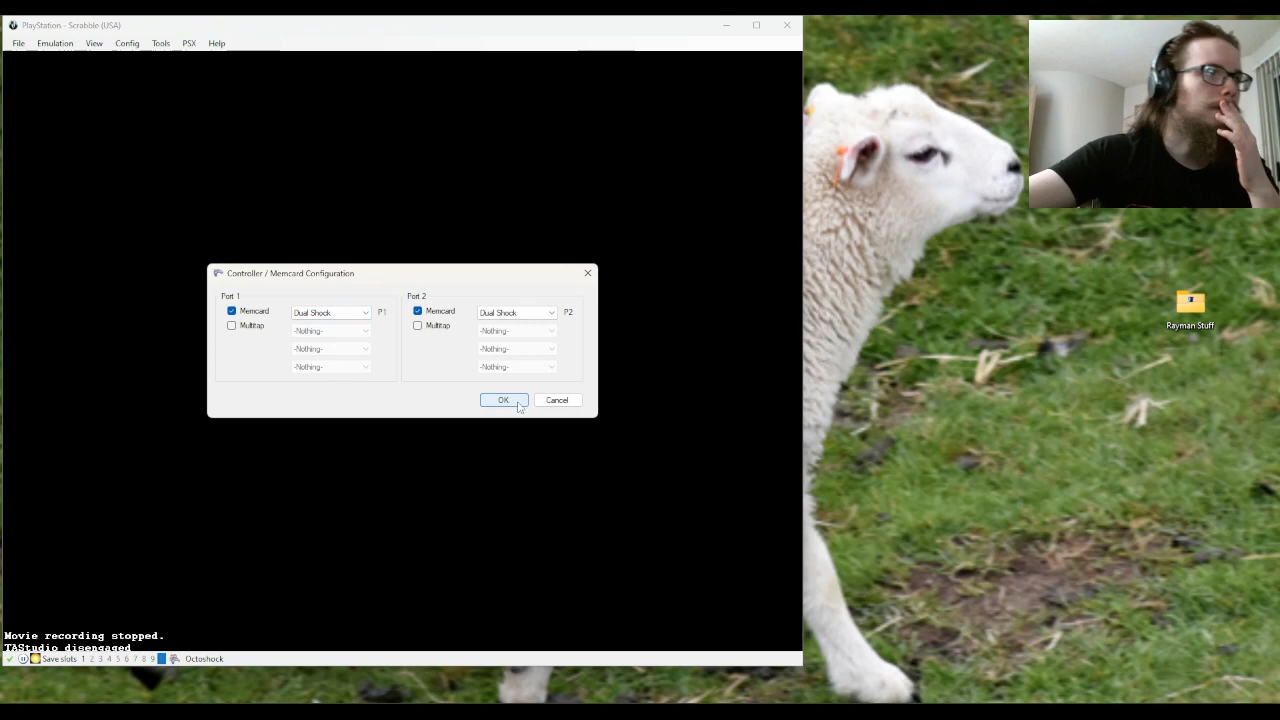 PlayStation - Scrabble (USA)
File Emulation View Config Tools PSX Help
Controller / Memcard Configuration
Port 1 Port 2
Memcard Dual Shock P1 Memcard Dual Shock P2
Multitap -Nothing- Multitap -Nothing-
-Nothing- -Nothing-
-Nothing- -Nothing-
OK Cancel
Rayman Stuff
Movie recording stopped.
TAStudio disengaged
Save slots 1 2 3 4 5 6 7 8 9 Octoshock